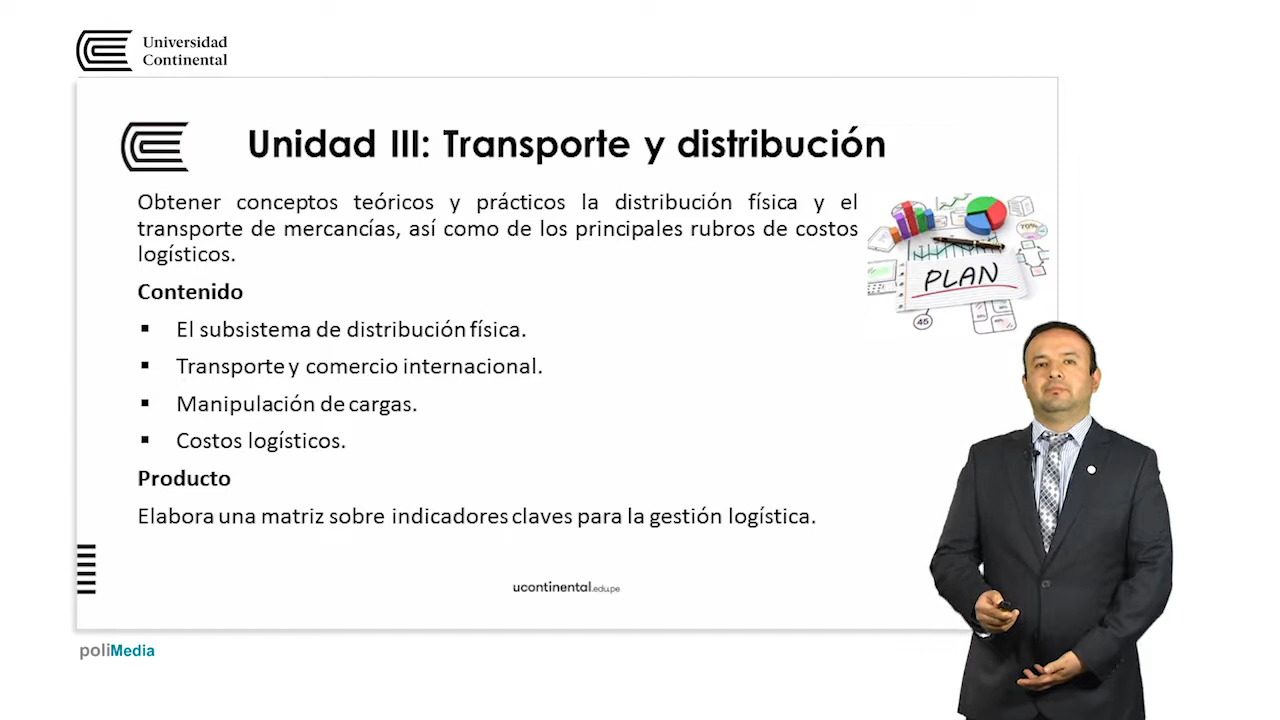 Universidad
Continental
Unidad III: Transporte y distribución
Obtener conceptos teóricos y prácticos la distribución física y el
transporte de mercancías, así como de los principales rubros de costos
logísticos.
Contenido
▪ El subsistema de distribución física.
▪ Transporte y comercio internacional.
▪ Manipulación de cargas.
▪ Costos logísticos.
Producto
Elabora una matriz sobre indicadores claves para la gestión logística.
70%
PLAN
45
ucontinental.edu.pe
poliMedia